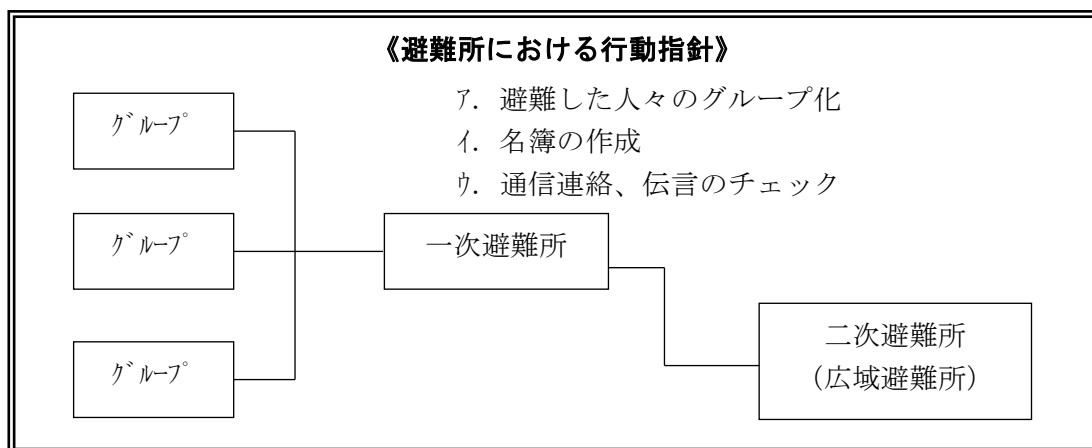 《避難所における行動指針》
ｱ. 避難した人々のグループ化
ｲ. 名簿の作成
ｳ. 通信連絡、伝言のチェック
ｸﾞﾙｰﾌﾟ
ｸﾞﾙｰﾌﾟ
一次避難所
二次避難所
（広域避難所）
ｸﾞﾙｰﾌﾟ